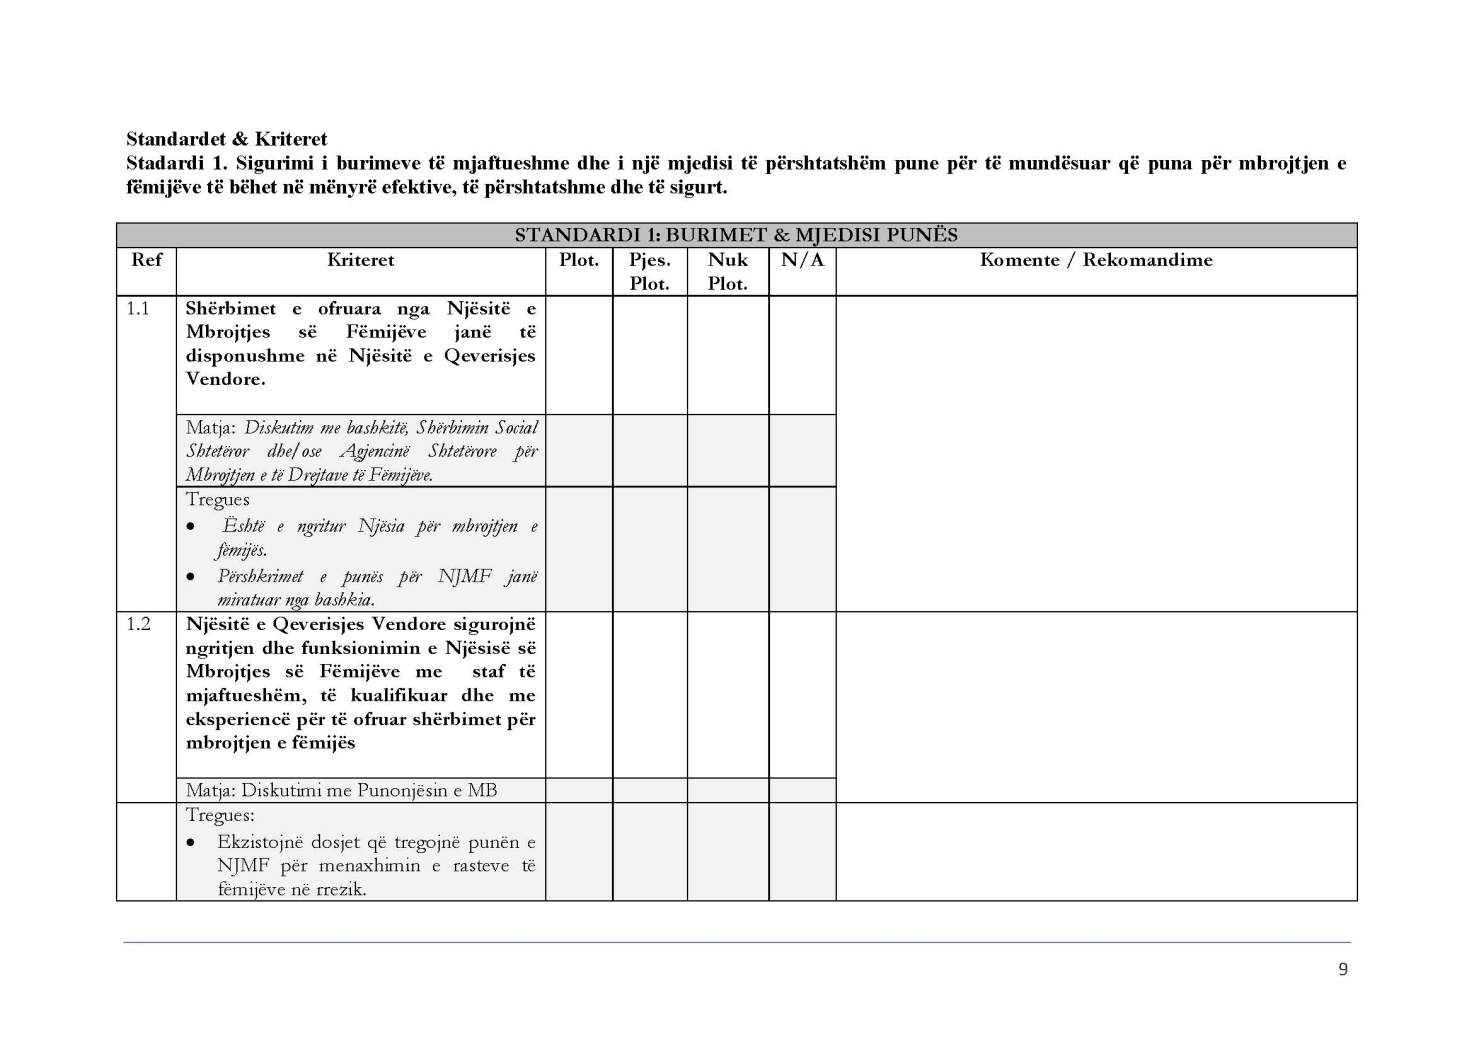 Standardet & Kriteret
Stadardi 1. Sigurimi i burimeve të mjaftueshme dhe i një mjedisi të përshtatshëm pune për të mundësuar që puna për mbrojtjen e
fëmijëve të bëhet në mënyrë efektive, të përshtatshme dhe të sigurt.
STANDARDI 1: BURIMET & MJEDISI PUNËS
Ref Kriteret Plot. Pjes. Nuk N/A Komente / Rekomandime
Plot. Plot.
1.1 Shërbimet e ofruara nga Njësitë e
Mbrojtjes së Fëmijëve janë të
disponushme në Njësitë e Qeverisjes
Vendore.
Matja: Diskutim me bashkitë, Shërbimin Social
Shtetëror dhe/ose Agjencinë Shtetërore për
Mbrojtjen e të Drejtave të Fëmijëve.
Tregues
• Është e ngritur Njësia për mbrojtjen e
fëmijës.
• Përshkrimet e punës për NJMF janë
miratuar nga bashkia.
1.2 Njësitë e Qeverisjes Vendore sigurojnë
ngritjen dhe funksionimin e Njësisë së
Mbrojtjes së Fëmijëve me staf të
mjaftueshëm, të kualifikuar dhe me
eksperiencë për të ofruar shërbimet për
mbrojtjen e fëmijës
Matja: Diskutimi me Punonjësin e MB
Tregues:
• Ekzistojnë dosjet që tregojnë punën e
NJMF për menaxhimin e rasteve të
fëmijëve në rrezik.
9